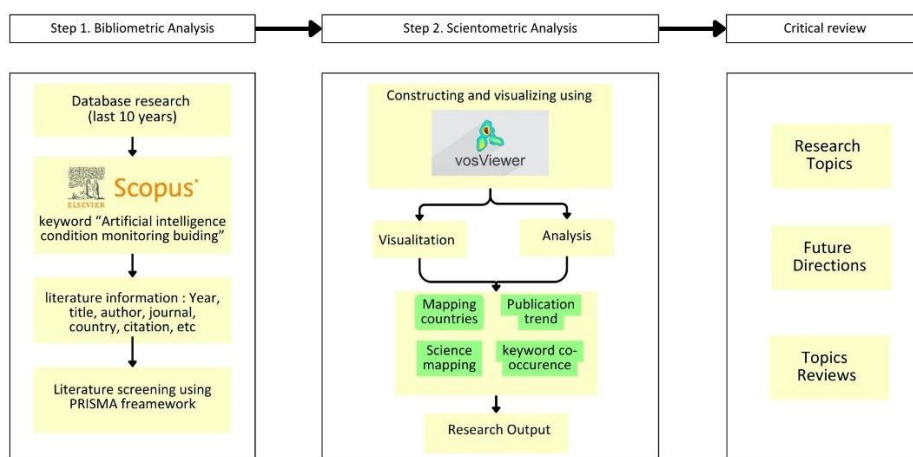 Step 1. Bibliometric Analysis
Step 2. Scientometric Analysis
Critical review
Database research
(last 10 years)
ELSEVIER
Scopus®
keyword “Artificial intelligence
condition monitoring buiding”
literature information : Year,
title, author, journal,
country, citation, etc
Literature screening using
PRISMA freamework
Constructing and visualizing using
vosViewer
Visualitation
Analysis
Mapping
countries
Publication
trend
Science
mapping
keyword co-
occurence
Research Output
Research
Topics
Future
Directions
Topics
Reviews